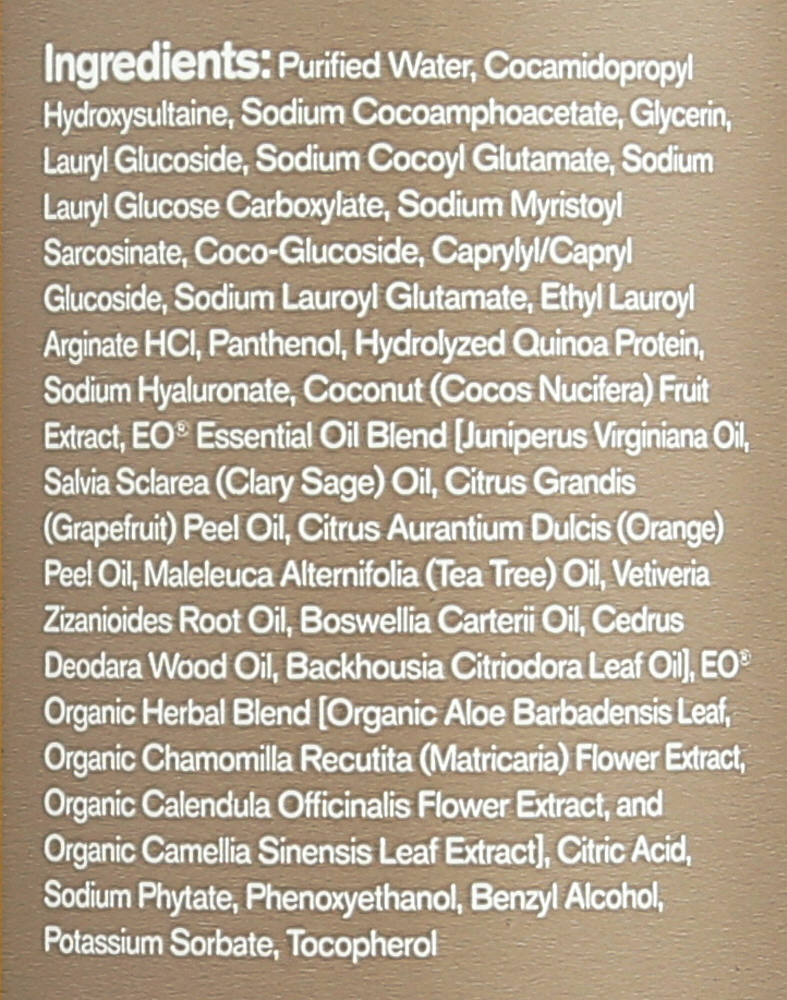 Ingredients: Purified Water, Cocamidopropyl
Hydroxysultaine, Sodium Cocoamphoacetate, Glycerin,
Lauryl Glucoside, Sodium Cocoyl Glutamate, Sodium
Lauryl Glucose Carboxylate, Sodium Myristoyl
Sarcosinate, Coco-Glucoside, Caprylyl/Capryl
Glucoside, Sodium Lauroyl Glutamate, Ethyl Lauroyl
Arginate HCl, Panthenol, Hydrolyzed Quinoa Protein,
Sodium Hyaluronate, Coconut (Cocos Nucifera) Fruit
Extract, EO® Essential Oil Blend [Juniperus Virginiana Oil,
Salvia Sclarea (Clary Sage) Oil, Citrus Grandis
(Grapefruit) Peel Oil, Citrus Aurantium Dulcis (Orange)
Peel Oil, Maleleuca Alternifolia (Tea Tree) Oil, Vetiveria
Zizanioides Root Oil, Boswellia Carterii Oil, Cedrus
Deodara Wood Oil, Backhousia Citriodora Leaf Oil], EO®
Organic Herbal Blend [Organic Aloe Barbadensis Leaf,
Organic Chamomilla Recutita (Matricaria) Flower Extract,
Organic Calendula Officinalis Flower Extract, and
Organic Camellia Sinensis Leaf Extract], Citric Acid,
Sodium Phytate, Phenoxyethanol, Benzyl Alcohol,
Potassium Sorbate, Tocopherol